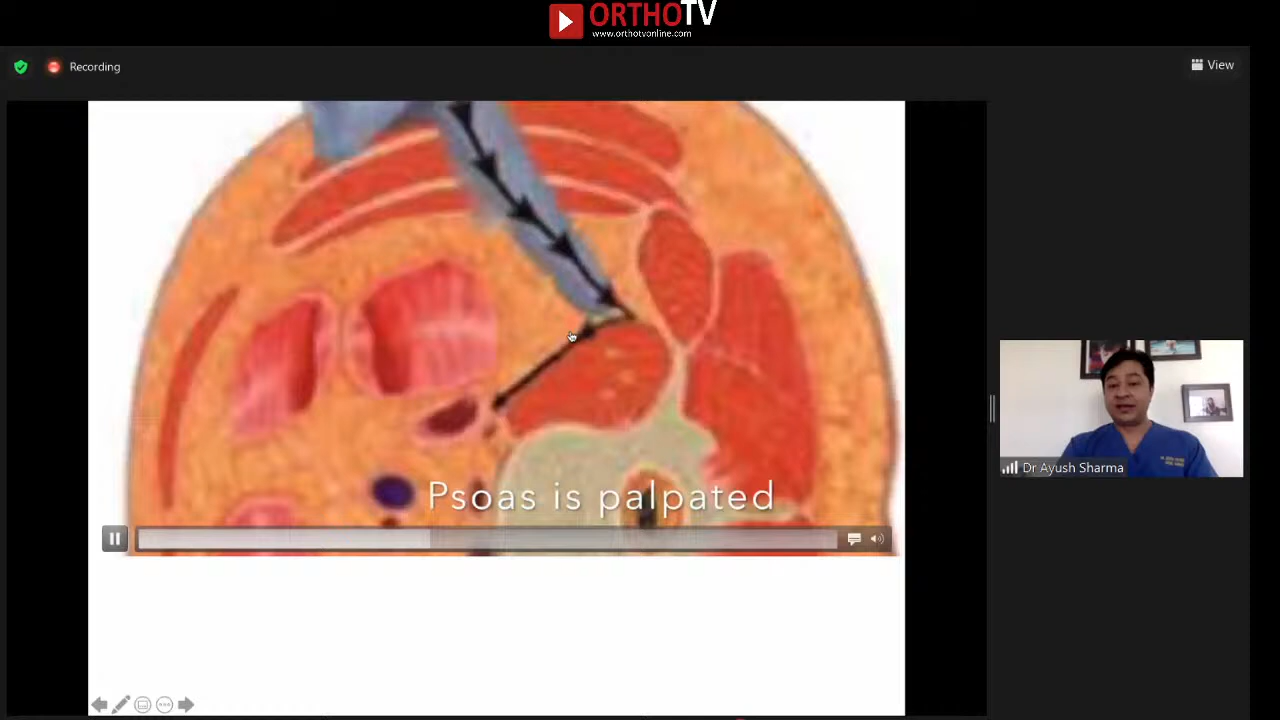 ORTHOTV
www.orthotvonline.com
Recording
View
Psoas is palpated
Dr Ayush Sharma